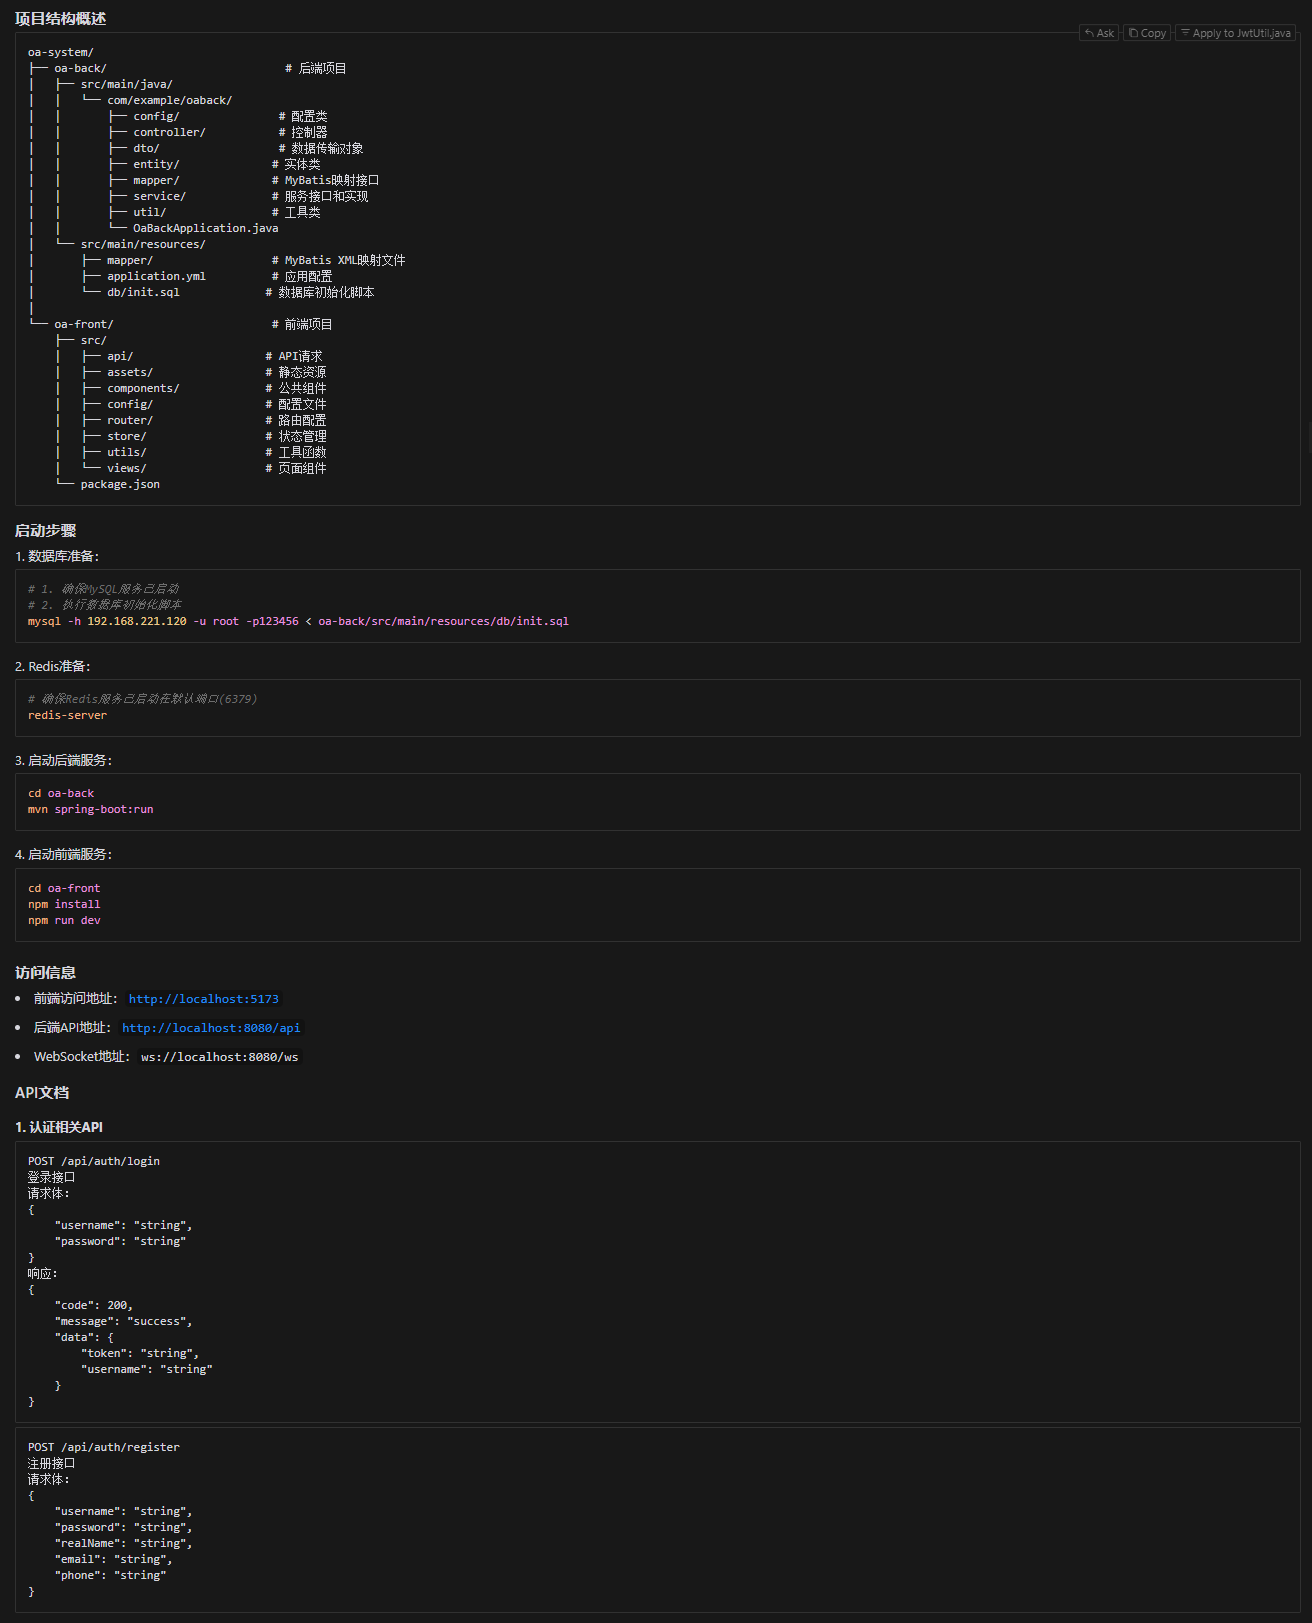 项目结构概述
Ask Copy Apply to JwtUtil.java
oa-system/
├── oa-back/                           # 后端项目
│   ├── src/main/java/
│   │   └── com/example/oaback/
│   │       ├── config/               # 配置类
│   │       ├── controller/           # 控制器
│   │       ├── dto/                  # 数据传输对象
│   │       ├── entity/              # 实体类
│   │       ├── mapper/              # MyBatis映射接口
│   │       ├── service/             # 服务接口和实现
│   │       ├── util/                # 工具类
│   │       └── OaBackApplication.java
│   └── src/main/resources/
│       ├── mapper/                  # MyBatis XML映射文件
│       ├── application.yml          # 应用配置
│       └── db/init.sql             # 数据库初始化脚本
│
└── oa-front/                        # 前端项目
    ├── src/
    │   ├── api/                    # API请求
    │   ├── assets/                 # 静态资源
    │   ├── components/             # 公共组件
    │   ├── config/                 # 配置文件
    │   ├── router/                 # 路由配置
    │   ├── store/                  # 状态管理
    │   ├── utils/                  # 工具函数
    │   └── views/                  # 页面组件
    └── package.json
启动步骤
1. 数据库准备：
# 1. 确保MySQL服务已启动
# 2. 执行数据库初始化脚本
mysql -h 192.168.221.120 -u root -p123456 < oa-back/src/main/resources/db/init.sql
2. Redis准备：
# 确保Redis服务已启动在默认端口(6379)
redis-server
3. 启动后端服务：
cd oa-back
mvn spring-boot:run
4. 启动前端服务：
cd oa-front
npm install
npm run dev
访问信息
• 前端访问地址： http://localhost:5173
• 后端API地址： http://localhost:8080/api
• WebSocket地址： ws://localhost:8080/ws
API文档
1. 认证相关API
POST /api/auth/login
登录接口
请求体：
{
    "username": "string",
    "password": "string"
}
响应：
{
    "code": 200,
    "message": "success",
    "data": {
        "token": "string",
        "username": "string"
    }
}
POST /api/auth/register
注册接口
请求体：
{
    "username": "string",
    "password": "string",
    "realName": "string",
    "email": "string",
    "phone": "string"
}